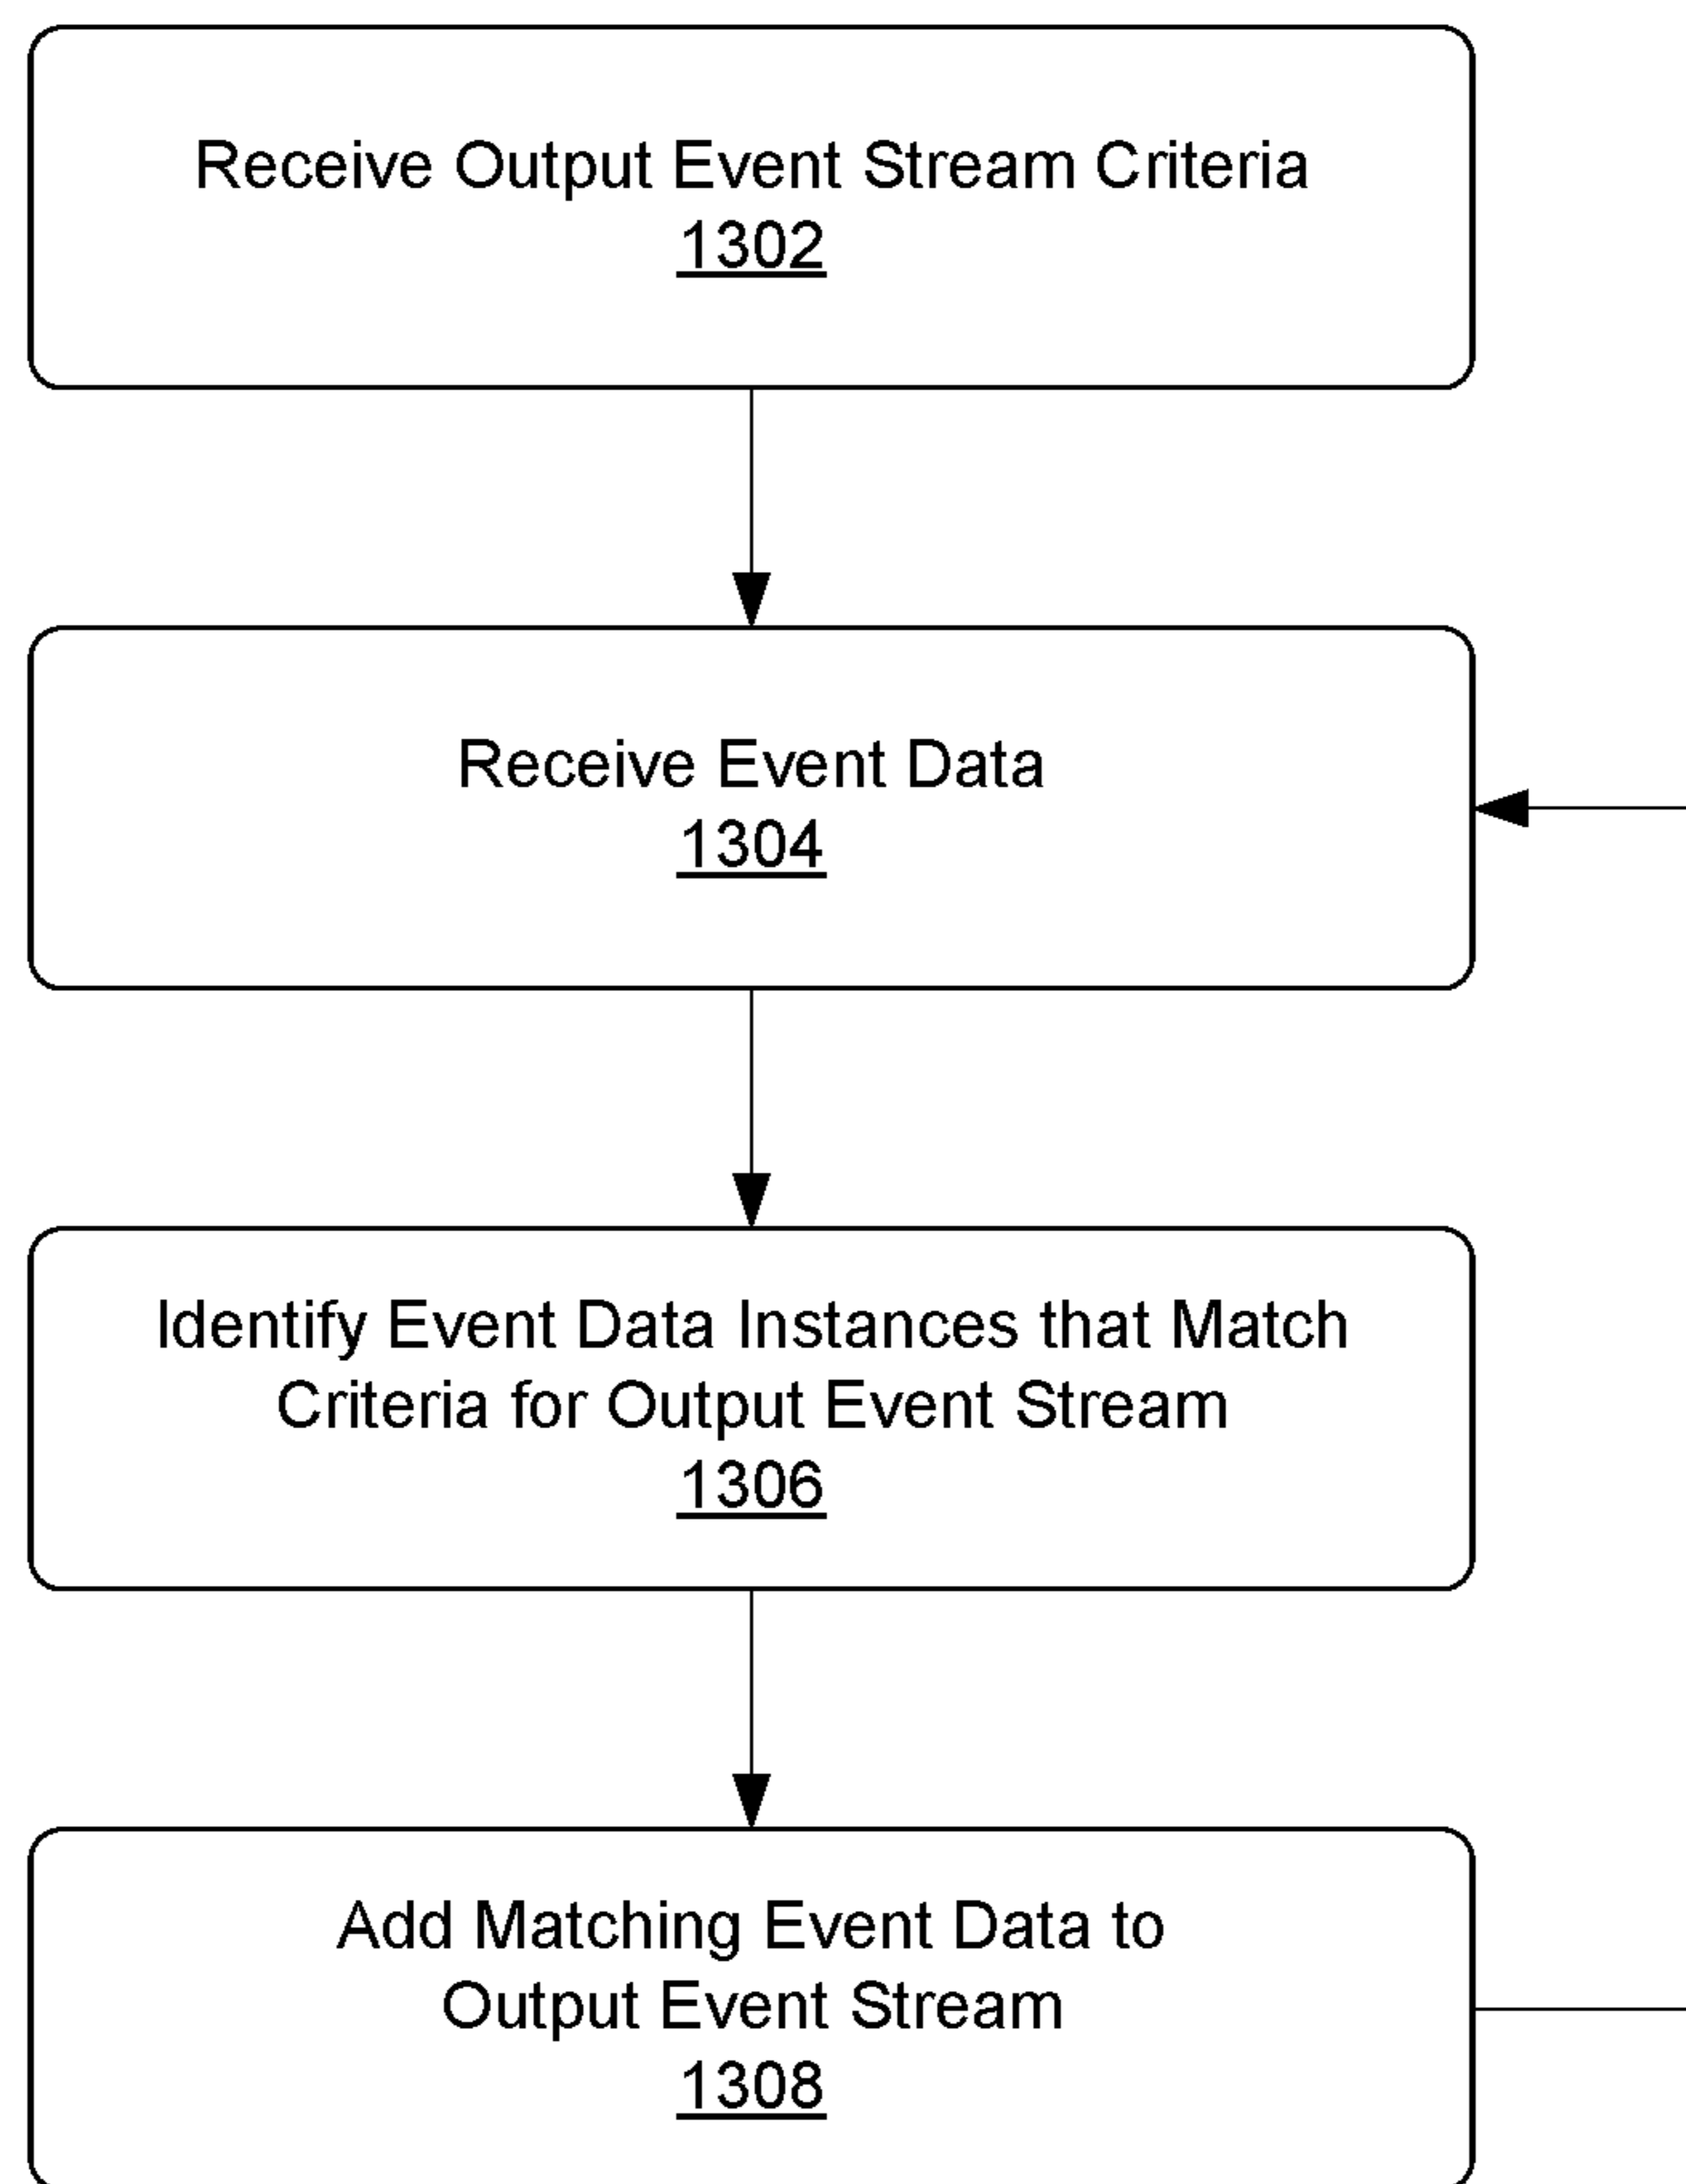 Receive Output Event Stream Criteria
1302
Receive Event Data
1304
Identify Event Data Instances that Match
Criteria for Output Event Stream
1306
Add Matching Event Data to
Output Event Stream
1308